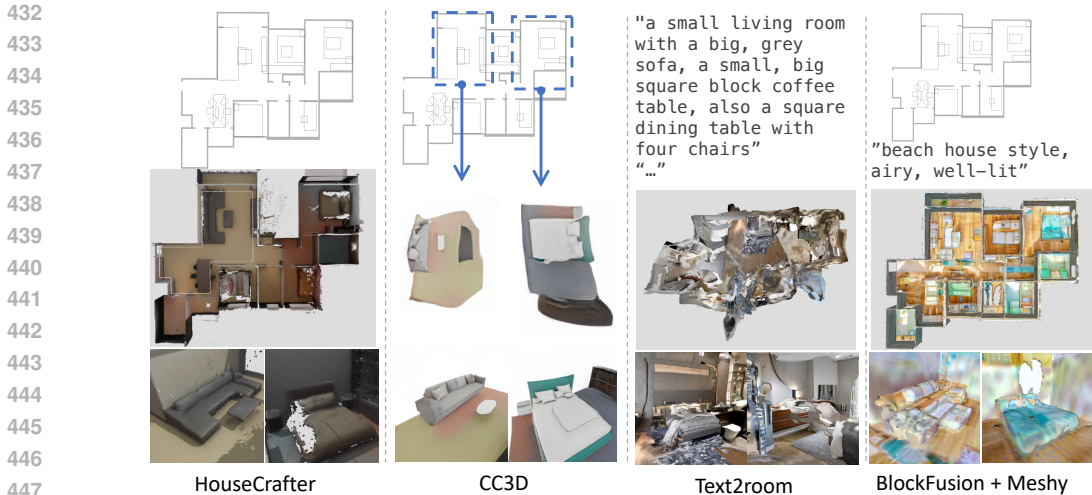 432
433
434
435
436
437
438
439
440
441
442
443
444
445
446
447
"a small living room
with a big, grey
sofa, a small, big
square block coffee
table, also a square
dining table with
four chairs”
“…”
”beach house style,
airy, well-lit”
HouseCrafter
CC3D
Text2room
BlockFusion + Meshy